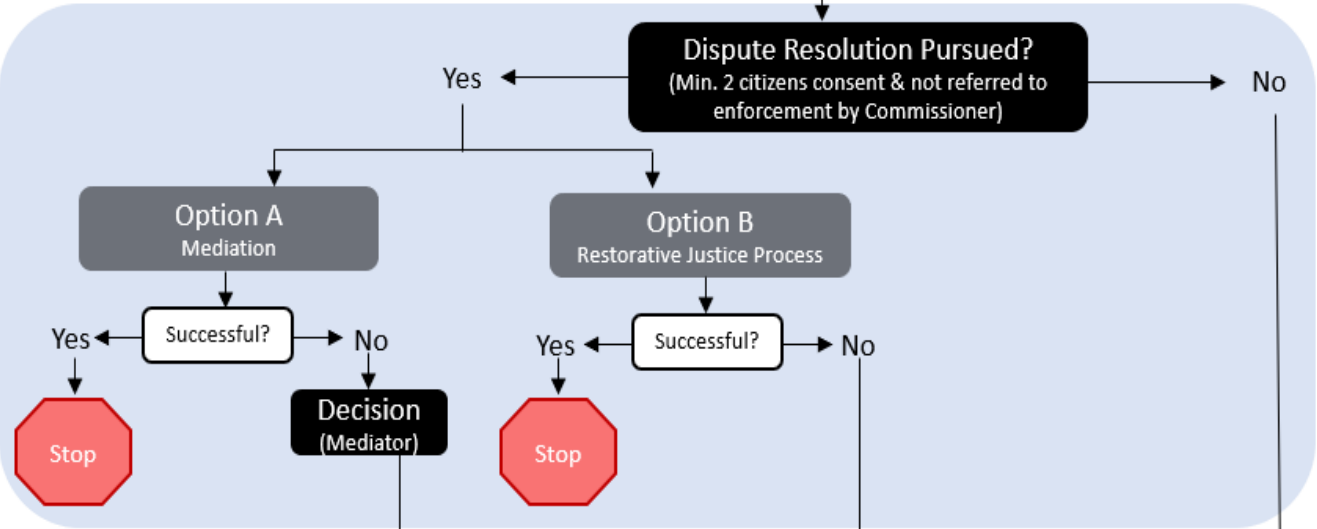 Dispute Resolution Pursued?
(Min. 2 citizens consent & not referred to
enforcement by Commissioner)
Yes
No
Option A
Mediation
Option B
Restorative Justice Process
Yes
Successful?
No
Yes
Successful?
No
Decision
(Mediator)
Stop
Stop